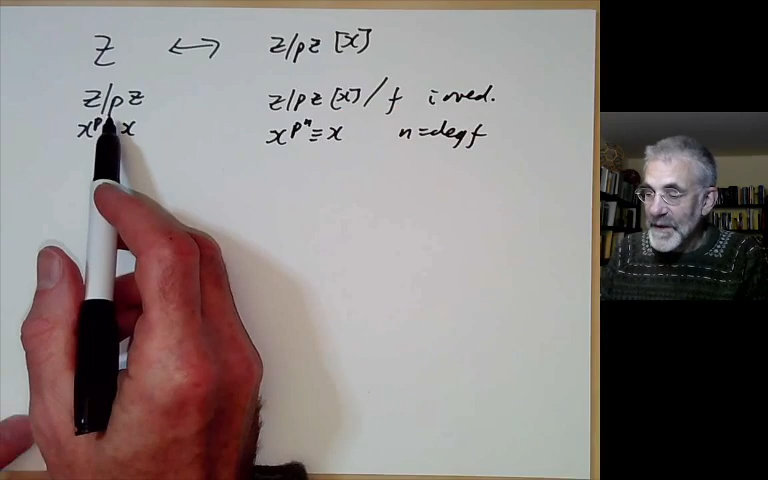 Z ↔ Z/pZ [x]
Z/pZ Z/pZ [x] / f irred.
x^p x x^{p^n} ≡ x n = deg f